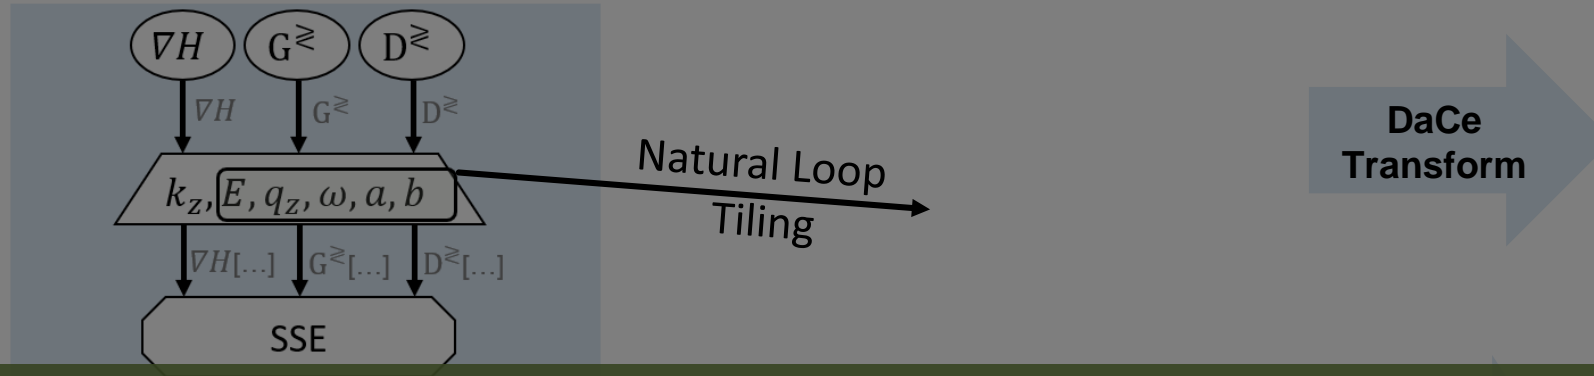 ∇H G≷ D≷
∇H G≷ D≷
k_z, E, q_z, ω, a, b
∇H[...] G≷[...] D≷[...]
SSE
Natural Loop
Tiling
DaCe
Transform